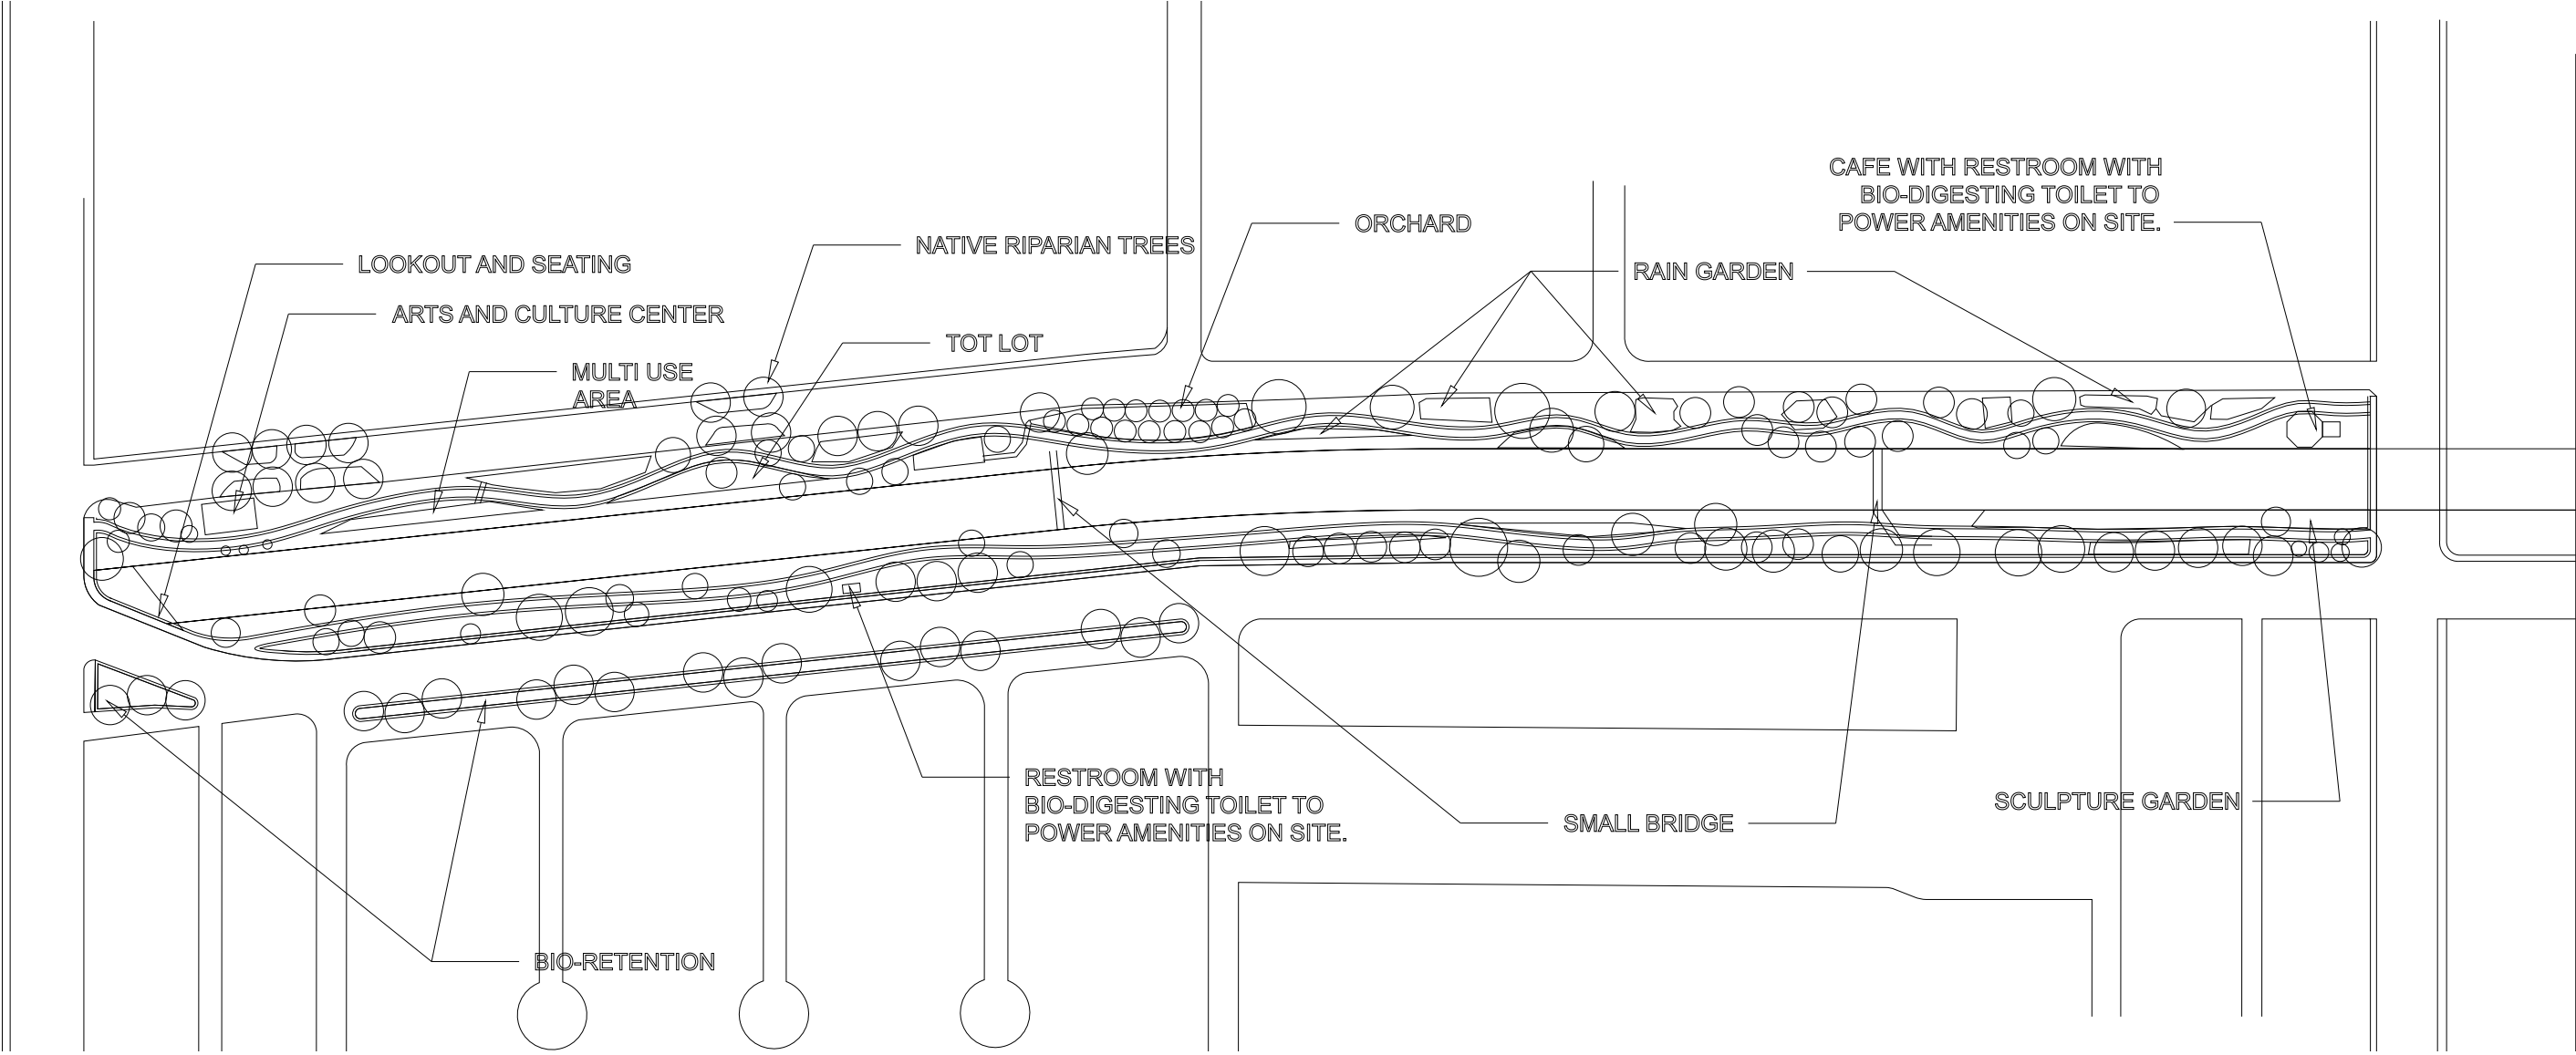 CAFE WITH RESTROOM WITH
BIO-DIGESTING TOILET TO
POWER AMENITIES ON SITE.
ORCHARD
NATIVE RIPARIAN TREES
LOOKOUT AND SEATING
RAIN GARDEN
ARTS AND CULTURE CENTER
TOT LOT
MULTI USE
AREA
RESTROOM WITH
BIO-DIGESTING TOILET TO
POWER AMENITIES ON SITE.
SCULPTURE GARDEN
SMALL BRIDGE
BIO-RETENTION